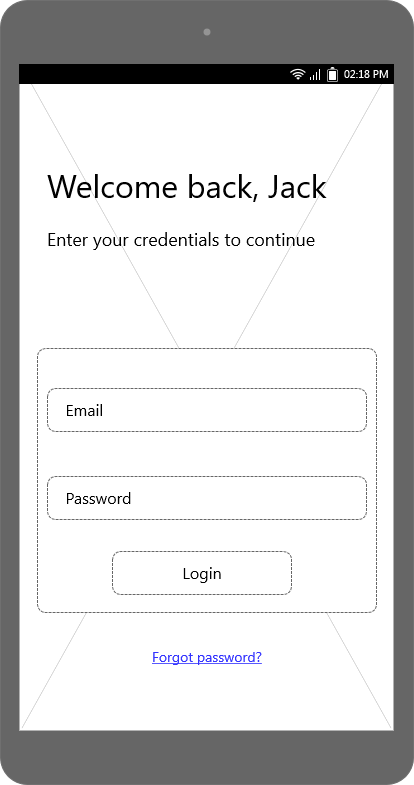 02:18 PM
Welcome back, Jack
Enter your credentials to continue
Email
Password
Login
Forgot password?